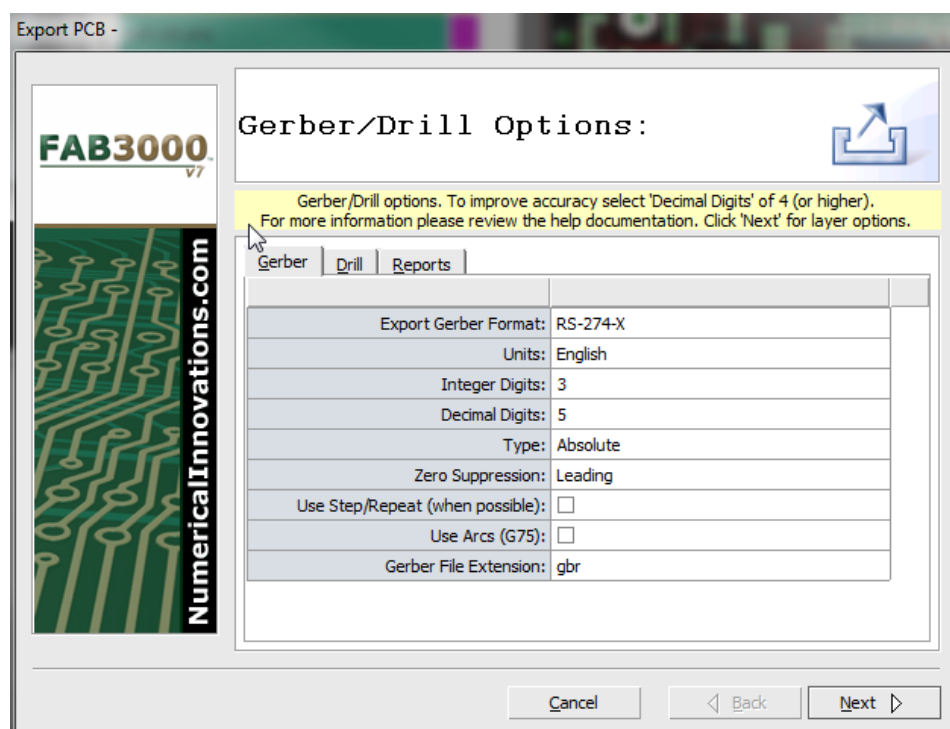 Export PCB -
FAB3000
v7
NumericalInnovations.com
Gerber/Drill Options:
Gerber/Drill options. To improve accuracy select 'Decimal Digits' of 4 (or higher).
For more information please review the help documentation. Click 'Next' for layer options.
Gerber Drill Reports
Export Gerber Format: RS-274-X
Units: English
Integer Digits: 3
Decimal Digits: 5
Type: Absolute
Zero Suppression: Leading
Use Step/Repeat (when possible):
Use Arcs (G75):
Gerber File Extension: gbr
Cancel Back Next